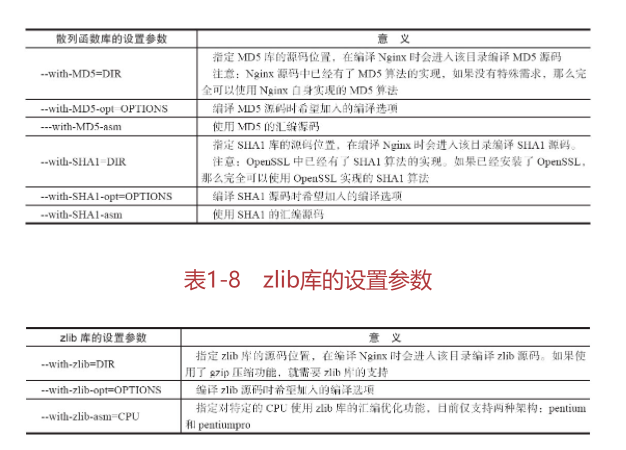 散列函数库的设置参数 意 义
--with-MD5=DIR
指定 MD5 库的源码位置，在编译 Nginx 时会进入该目录编译 MD5 源码
注意：Nginx 源码中已经有了 MD5 算法的实现，如果没有特殊需求，那么完
全可以使用 Nginx 自身实现的 MD5 算法
--with-MD5-opt=OPTIONS 编译 MD5 源码时希望加入的编译选项
---with-MD5-asm 使用 MD5 的汇编源码
--with-SHA1=DIR
指定 SHA1 库的源码位置，在编译 Nginx 时会进入该目录编译 SHA1 源码。
注意：OpenSSL 中已经有了 SHA1 算法的实现。如果已经安装了 OpenSSL，
那么完全可以使用 OpenSSL 实现的 SHA1 算法
--with-SHA1-opt=OPTIONS 编译 SHA1 源码时希望加入的编译选项
--with-SHA1-asm 使用 SHA1 的汇编源码
表1-8 zlib库的设置参数
zlib 库的设置参数 意 义
--with-zlib=DIR
指定 zlib 库的源码位置，在编译 Nginx 时会进入该目录编译 zlib 源码。如果使
用了 gzip 压缩功能，就需要 zlib 库的支持
--with-zlib-opt=OPTIONS 编译 zlib 源码时希望加入的编译选项
--with-zlib-asm=CPU
指定对特定的 CPU 使用 zlib 库的汇编优化功能，目前仅支持两种架构：pentium
和 pentiumpro